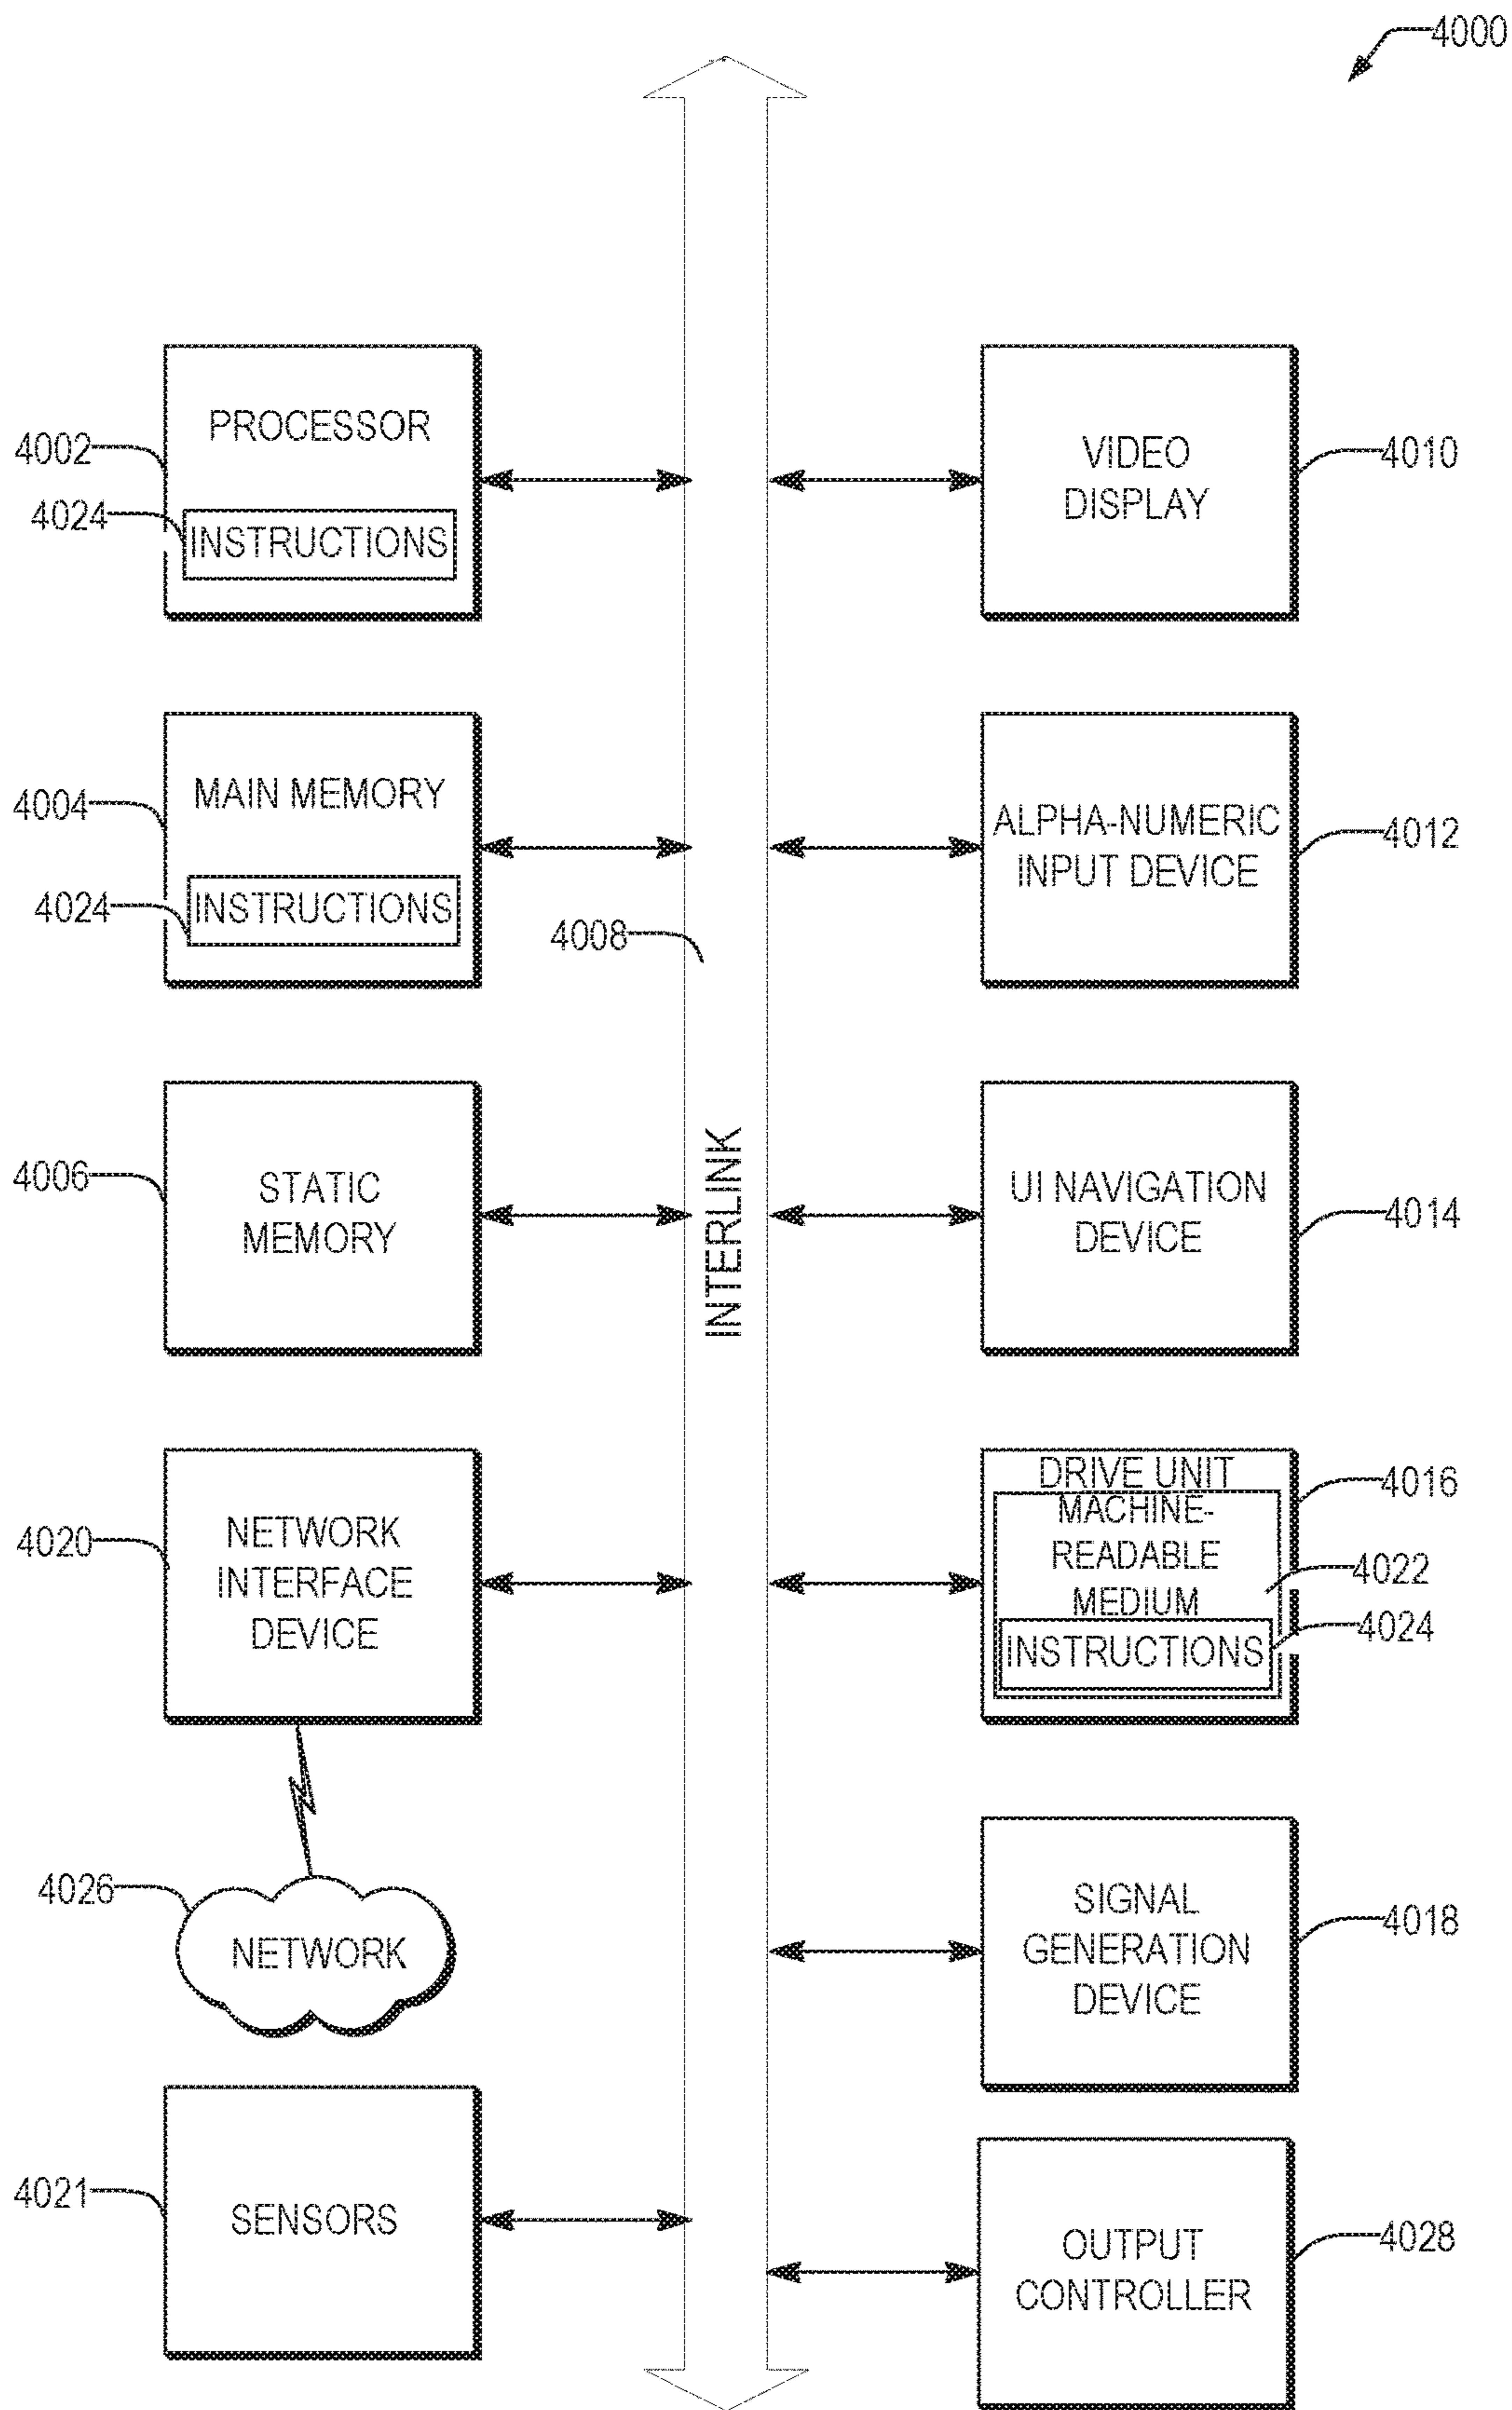 4000
PROCESSOR
4002
4024
INSTRUCTIONS
VIDEO
DISPLAY
4010
MAIN MEMORY
4004
4024
INSTRUCTIONS
4008
INTERLINK
ALPHA-NUMERIC
INPUT DEVICE
4012
4006
STATIC
MEMORY
UI NAVIGATION
DEVICE
4014
4020
NETWORK
INTERFACE
DEVICE
DRIVE UNIT
4016
MACHINE-
READABLE
MEDIUM
4022
INSTRUCTIONS
4024
4026
NETWORK
SIGNAL
GENERATION
DEVICE
4018
4021
SENSORS
OUTPUT
CONTROLLER
4028